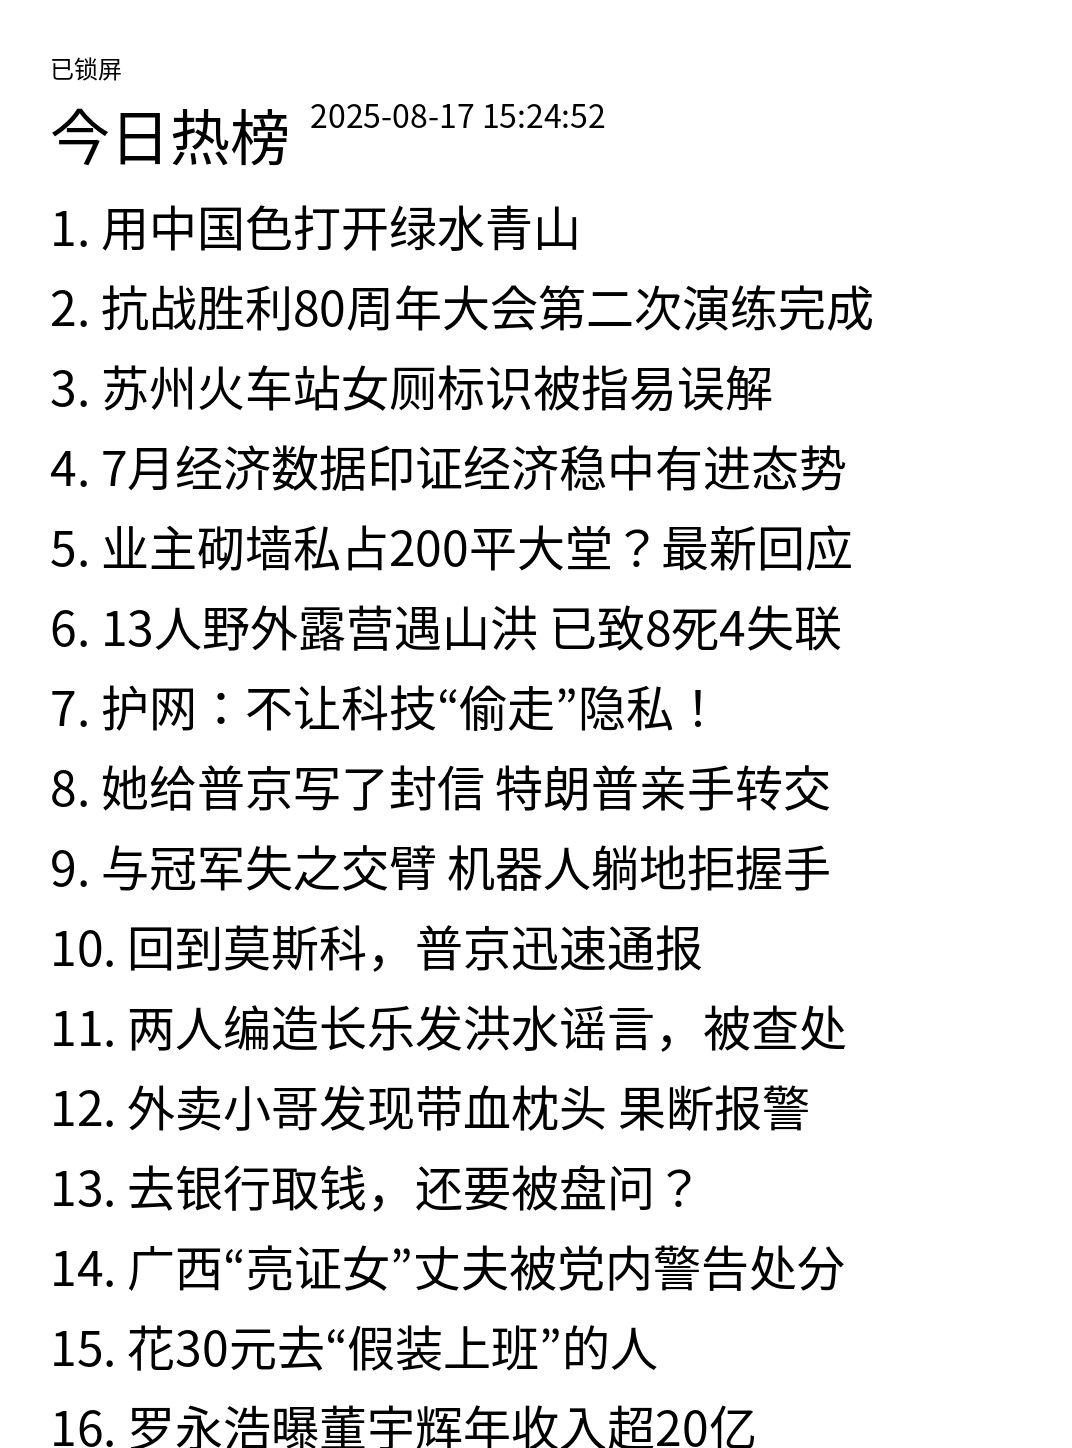 已锁屏
今日热榜 2025-08-17 15:24:52
1. 用中国色打开绿水青山
2. 抗战胜利80周年大会第二次演练完成
3. 苏州火车站女厕标识被指易误解
4. 7月经济数据印证经济稳中有进态势
5. 业主砌墙私占200平大堂？最新回应
6. 13人野外露营遇山洪 已致8死4失联
7. 护网：不让科技“偷走”隐私！
8. 她给普京写了封信 特朗普亲手转交
9. 与冠军失之交臂 机器人躺地拒握手
10. 回到莫斯科，普京迅速通报
11. 两人编造长乐发洪水谣言，被查处
12. 外卖小哥发现带血枕头 果断报警
13. 去银行取钱，还要被盘问？
14. 广西“亮证女”丈夫被党内警告处分
15. 花30元去“假装上班”的人
16. 罗永浩曝董宇辉年收入超20亿